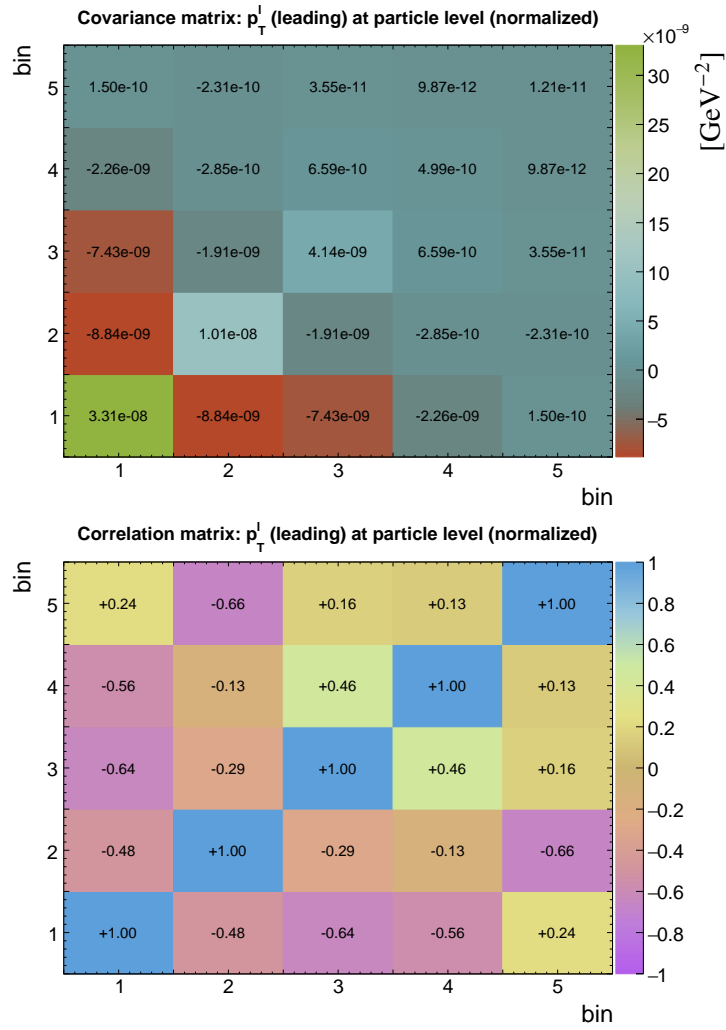 Covariance matrix: p_T^l (leading) at particle level (normalized)
×10^−9
[GeV^−2]
bin
5 1.50e-10 -2.31e-10 3.55e-11 9.87e-12 1.21e-11
4 -2.26e-09 -2.85e-10 6.59e-10 4.99e-10 9.87e-12
3 -7.43e-09 -1.91e-09 4.14e-09 6.59e-10 3.55e-11
2 -8.84e-09 1.01e-08 -1.91e-09 -2.85e-10 -2.31e-10
1 3.31e-08 -8.84e-09 -7.43e-09 -2.26e-09 1.50e-10
1 2 3 4 5
bin
30
25
20
15
10
5
0
−5
Correlation matrix: p_T^l (leading) at particle level (normalized)
bin
5 +0.24 -0.66 +0.16 +0.13 +1.00
4 -0.56 -0.13 +0.46 +1.00 +0.13
3 -0.64 -0.29 +1.00 +0.46 +0.16
2 -0.48 +1.00 -0.29 -0.13 -0.66
1 +1.00 -0.48 -0.64 -0.56 +0.24
1 2 3 4 5
bin
1
0.8
0.6
0.4
0.2
0
−0.2
−0.4
−0.6
−0.8
−1